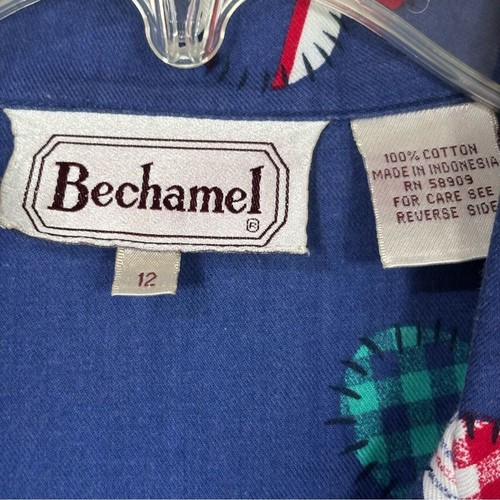 Bechamel
®
12
100% COTTON
MADE IN INDONESIA
RN 58909
FOR CARE SEE
REVERSE SIDE